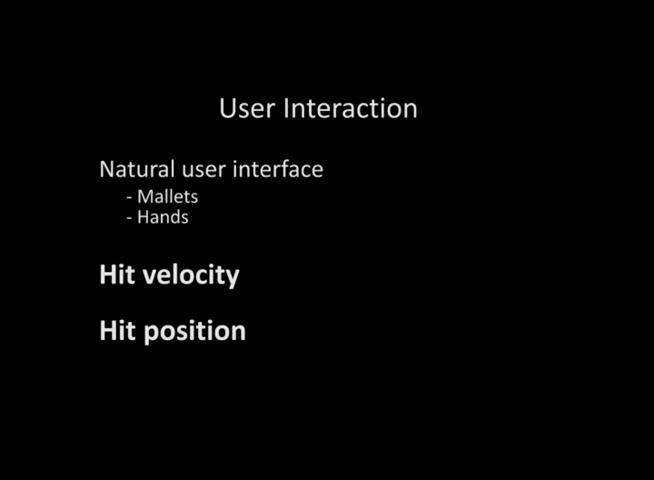 User Interaction
Natural user interface
- Mallets
- Hands
Hit velocity
Hit position